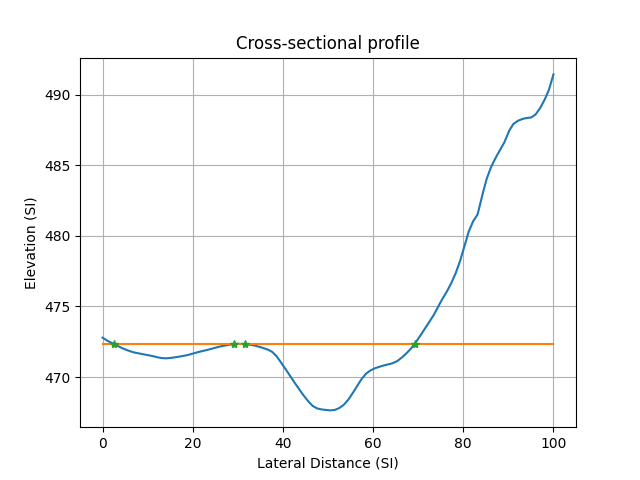 Cross-sectional profile
490
485
480
475
470
Elevation (SI)
0 20 40 60 80 100
Lateral Distance (SI)